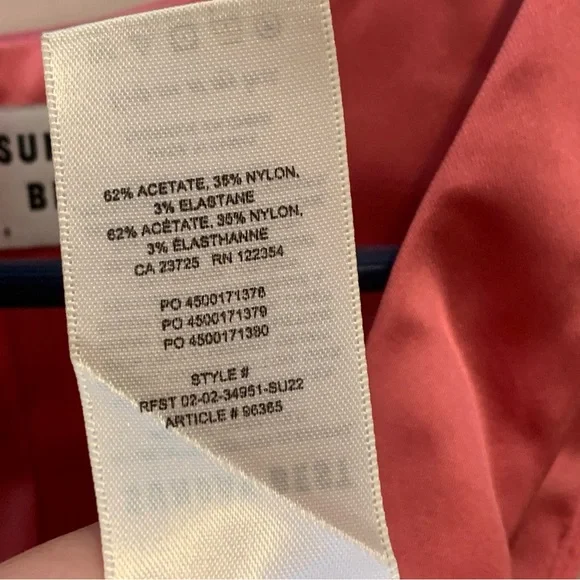 SU
B
62% ACETATE, 35% NYLON,
3% ELASTANE
62% ACÉTATE, 35% NYLON,
3% ÉLASTHANNE
CA 23725 RN 122354
PO 4500171378
PO 4500171379
PO 4500171380
STYLE #
RFST 02-02-34951-SU22
ARTICLE # 96365